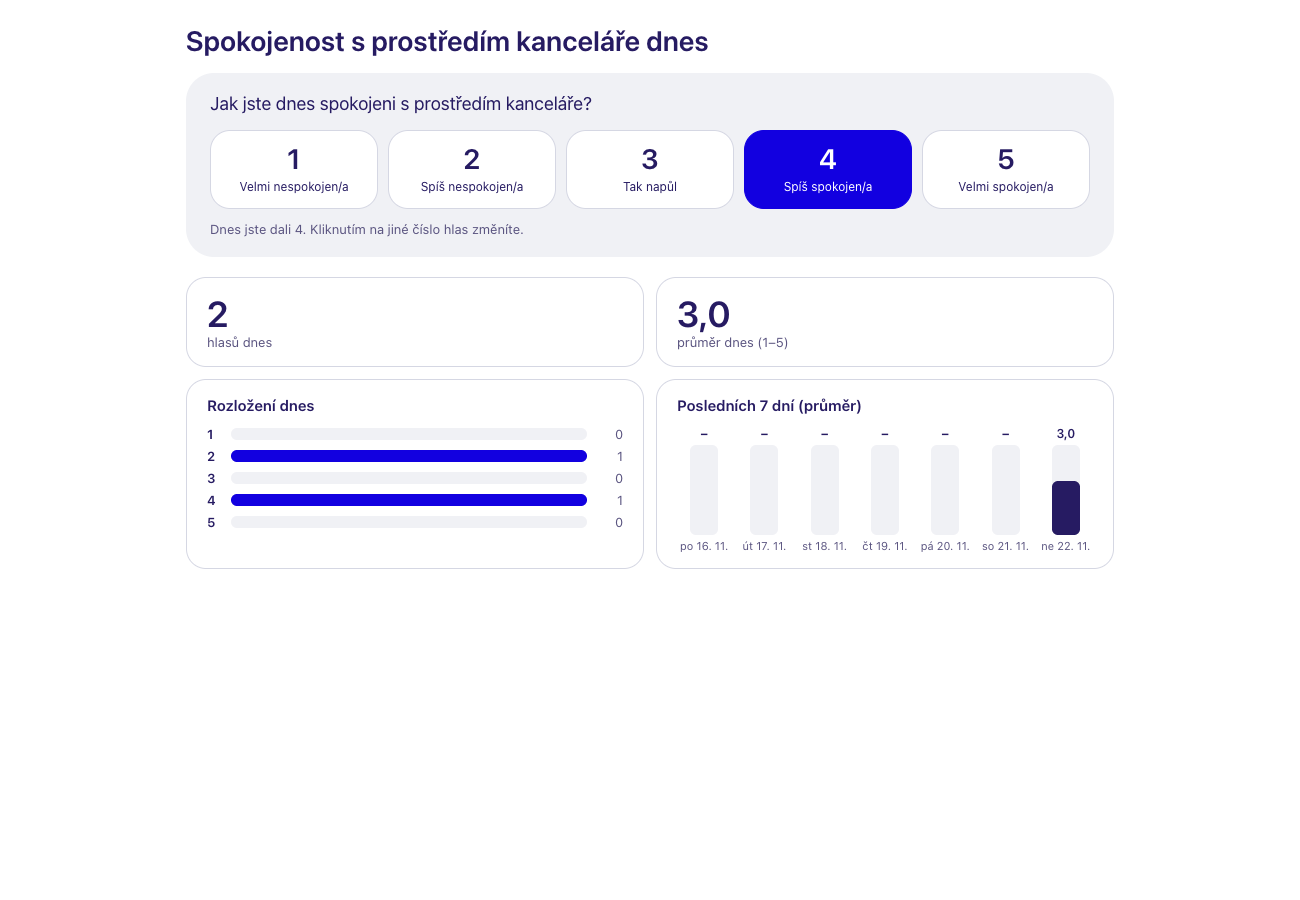 Spokojenost s prostředím kanceláře dnes
Jak jste dnes spokojeni s prostředím kanceláře?
1
Velmi nespokojen/a
2
Spíš nespokojen/a
3
Tak napůl
4
Spíš spokojen/a
5
Velmi spokojen/a
Dnes jste dali 4. Kliknutím na jiné číslo hlas změníte.
2
hlasů dnes
3,0
průměr dnes (1–5)
Rozložení dnes
1 0
2 1
3 0
4 1
5 0
Posledních 7 dní (průměr)
– – – – – – 3,0
po 16. 11. út 17. 11. st 18. 11. čt 19. 11. pá 20. 11. so 21. 11. ne 22. 11.